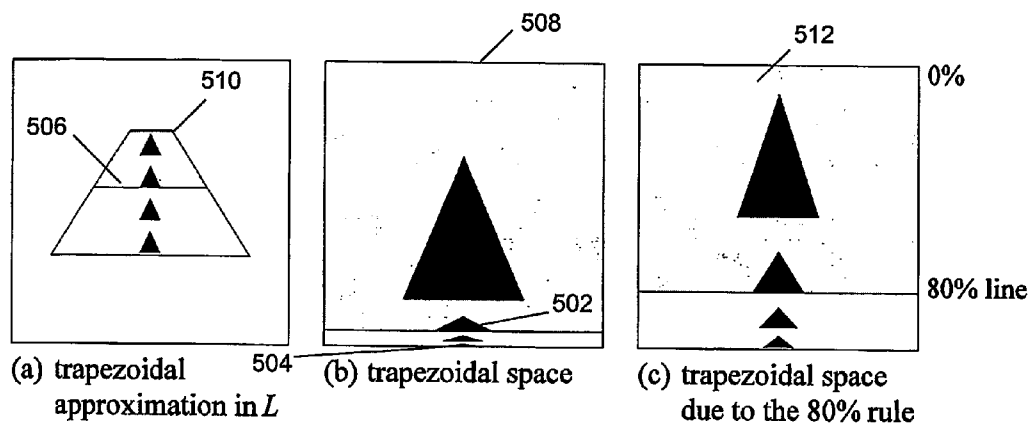 508
512
510
0%
506
502
80% line
504
(a) trapezoidal
approximation in L
(b) trapezoidal space
(c) trapezoidal space
due to the 80% rule